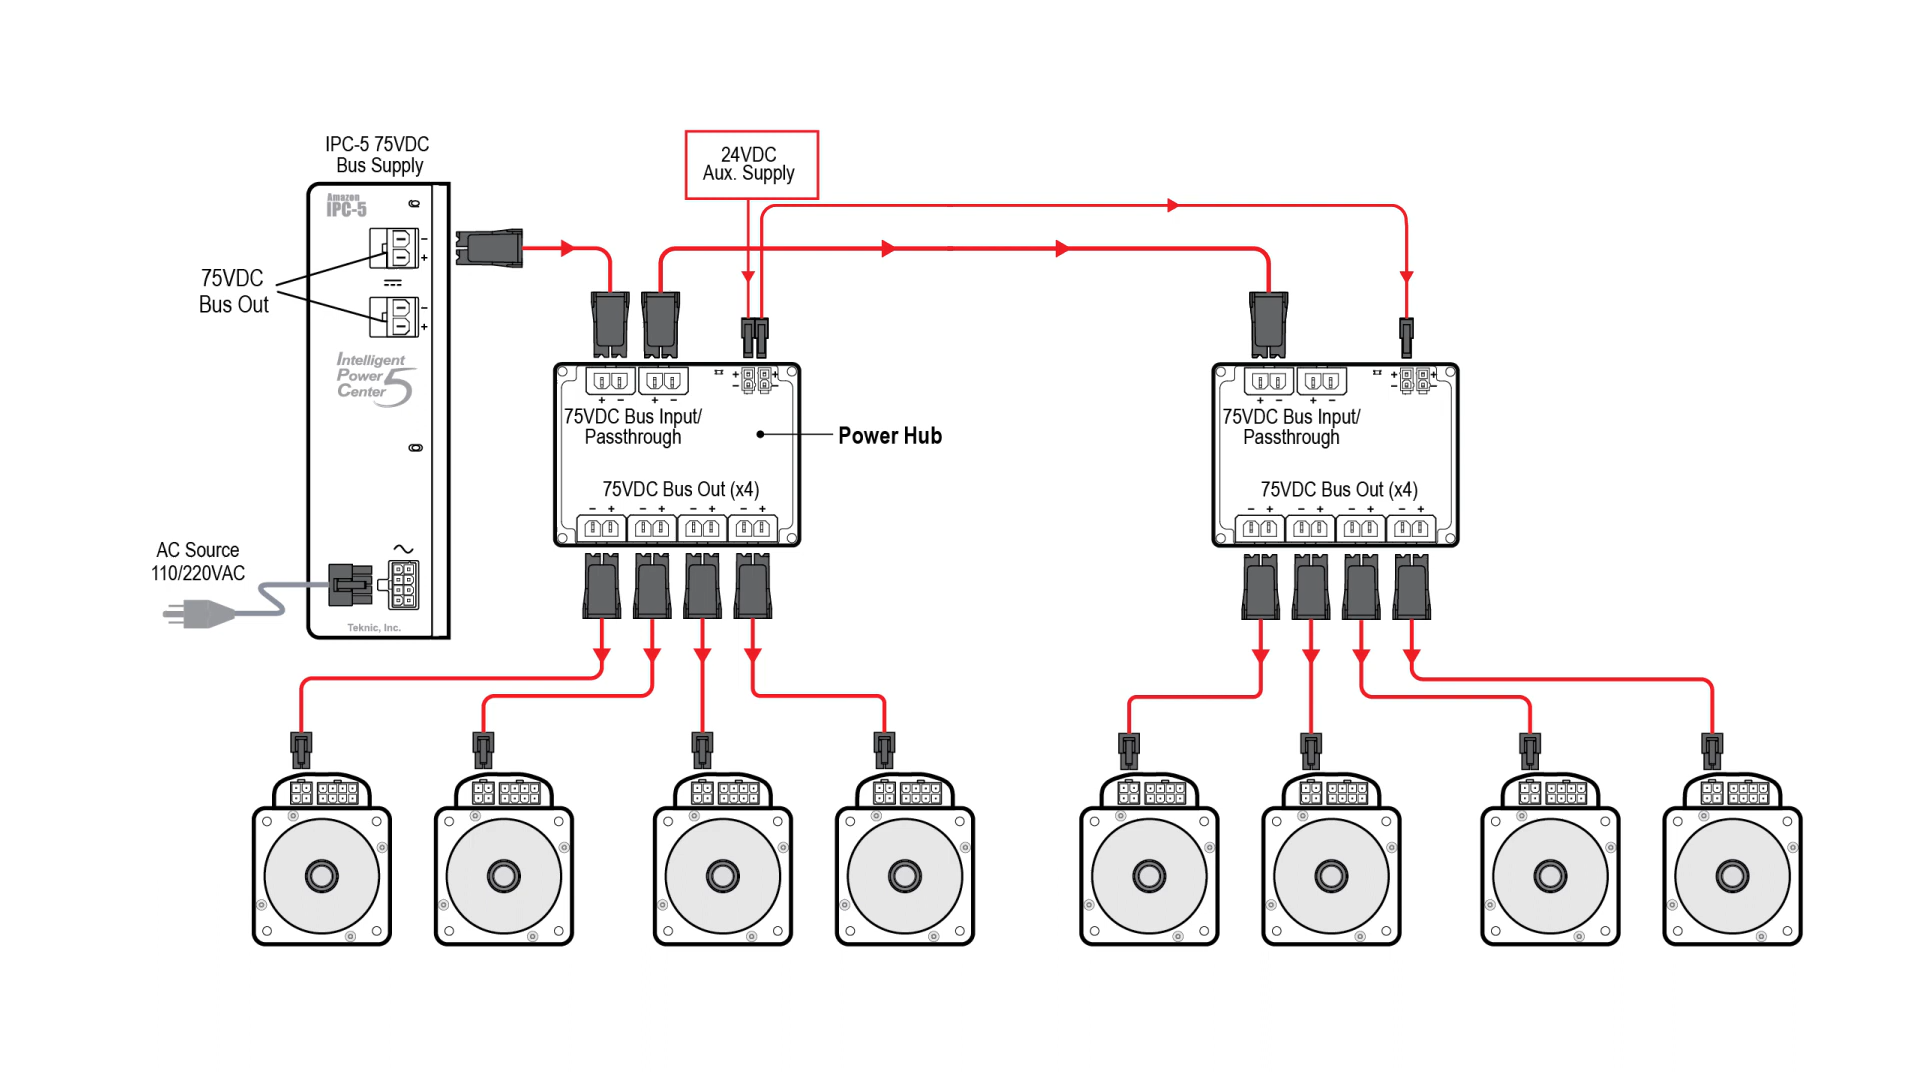 IPC-5 75VDC
Bus Supply
24VDC
Aux. Supply
Amazon
IPC-5
75VDC
Bus Out
- 
+
-
+
Intelligent
Power
Center 5
AC Source
110/220VAC
Teknic, Inc.
+ - + -
+ +
- -
75VDC Bus Input/
Passthrough
Power Hub
75VDC Bus Out (x4)
- + - + - + - +
+ - + -
+ +
- -
75VDC Bus Input/
Passthrough
75VDC Bus Out (x4)
- + - + - + - +